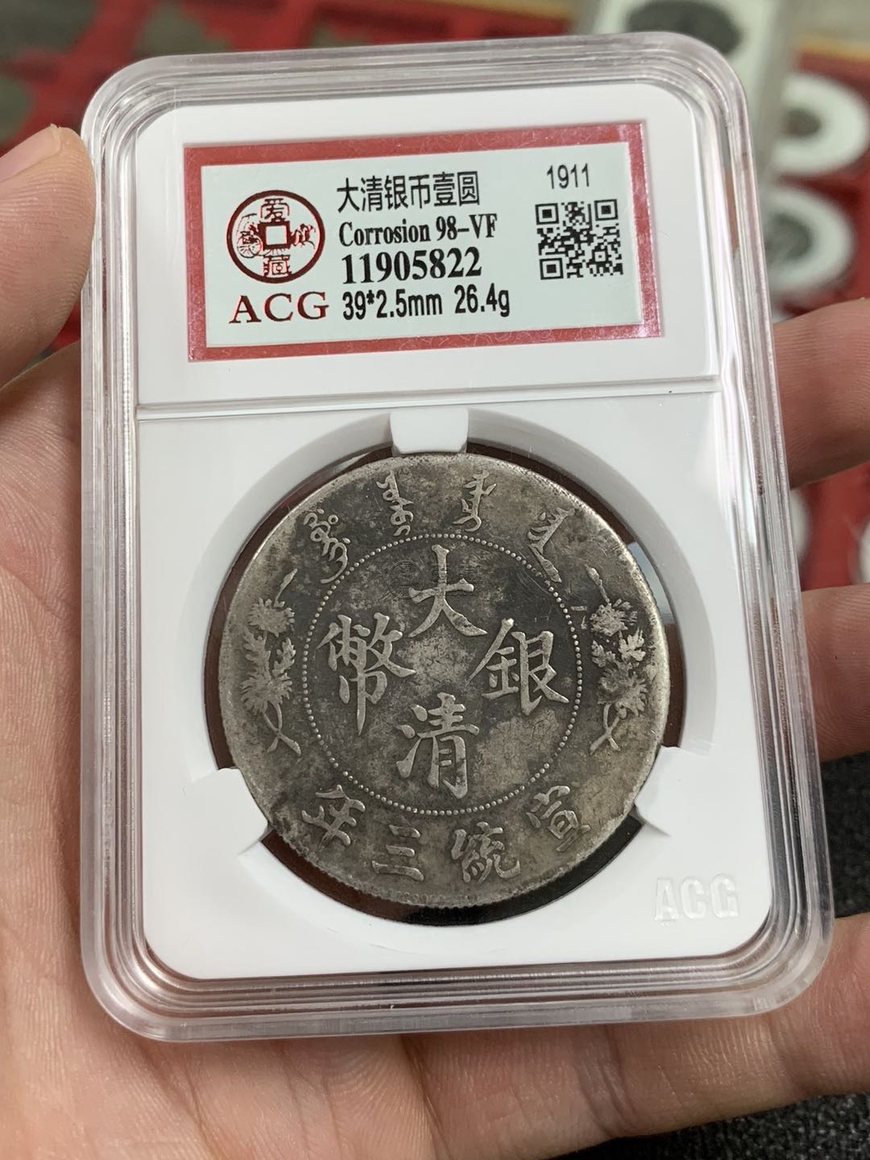 大清银币壹圆
1911
Corrosion 98-VF
11905822
ACG
39*2.5mm 26.4g
大
幣 銀
清
年三統宣
ACG